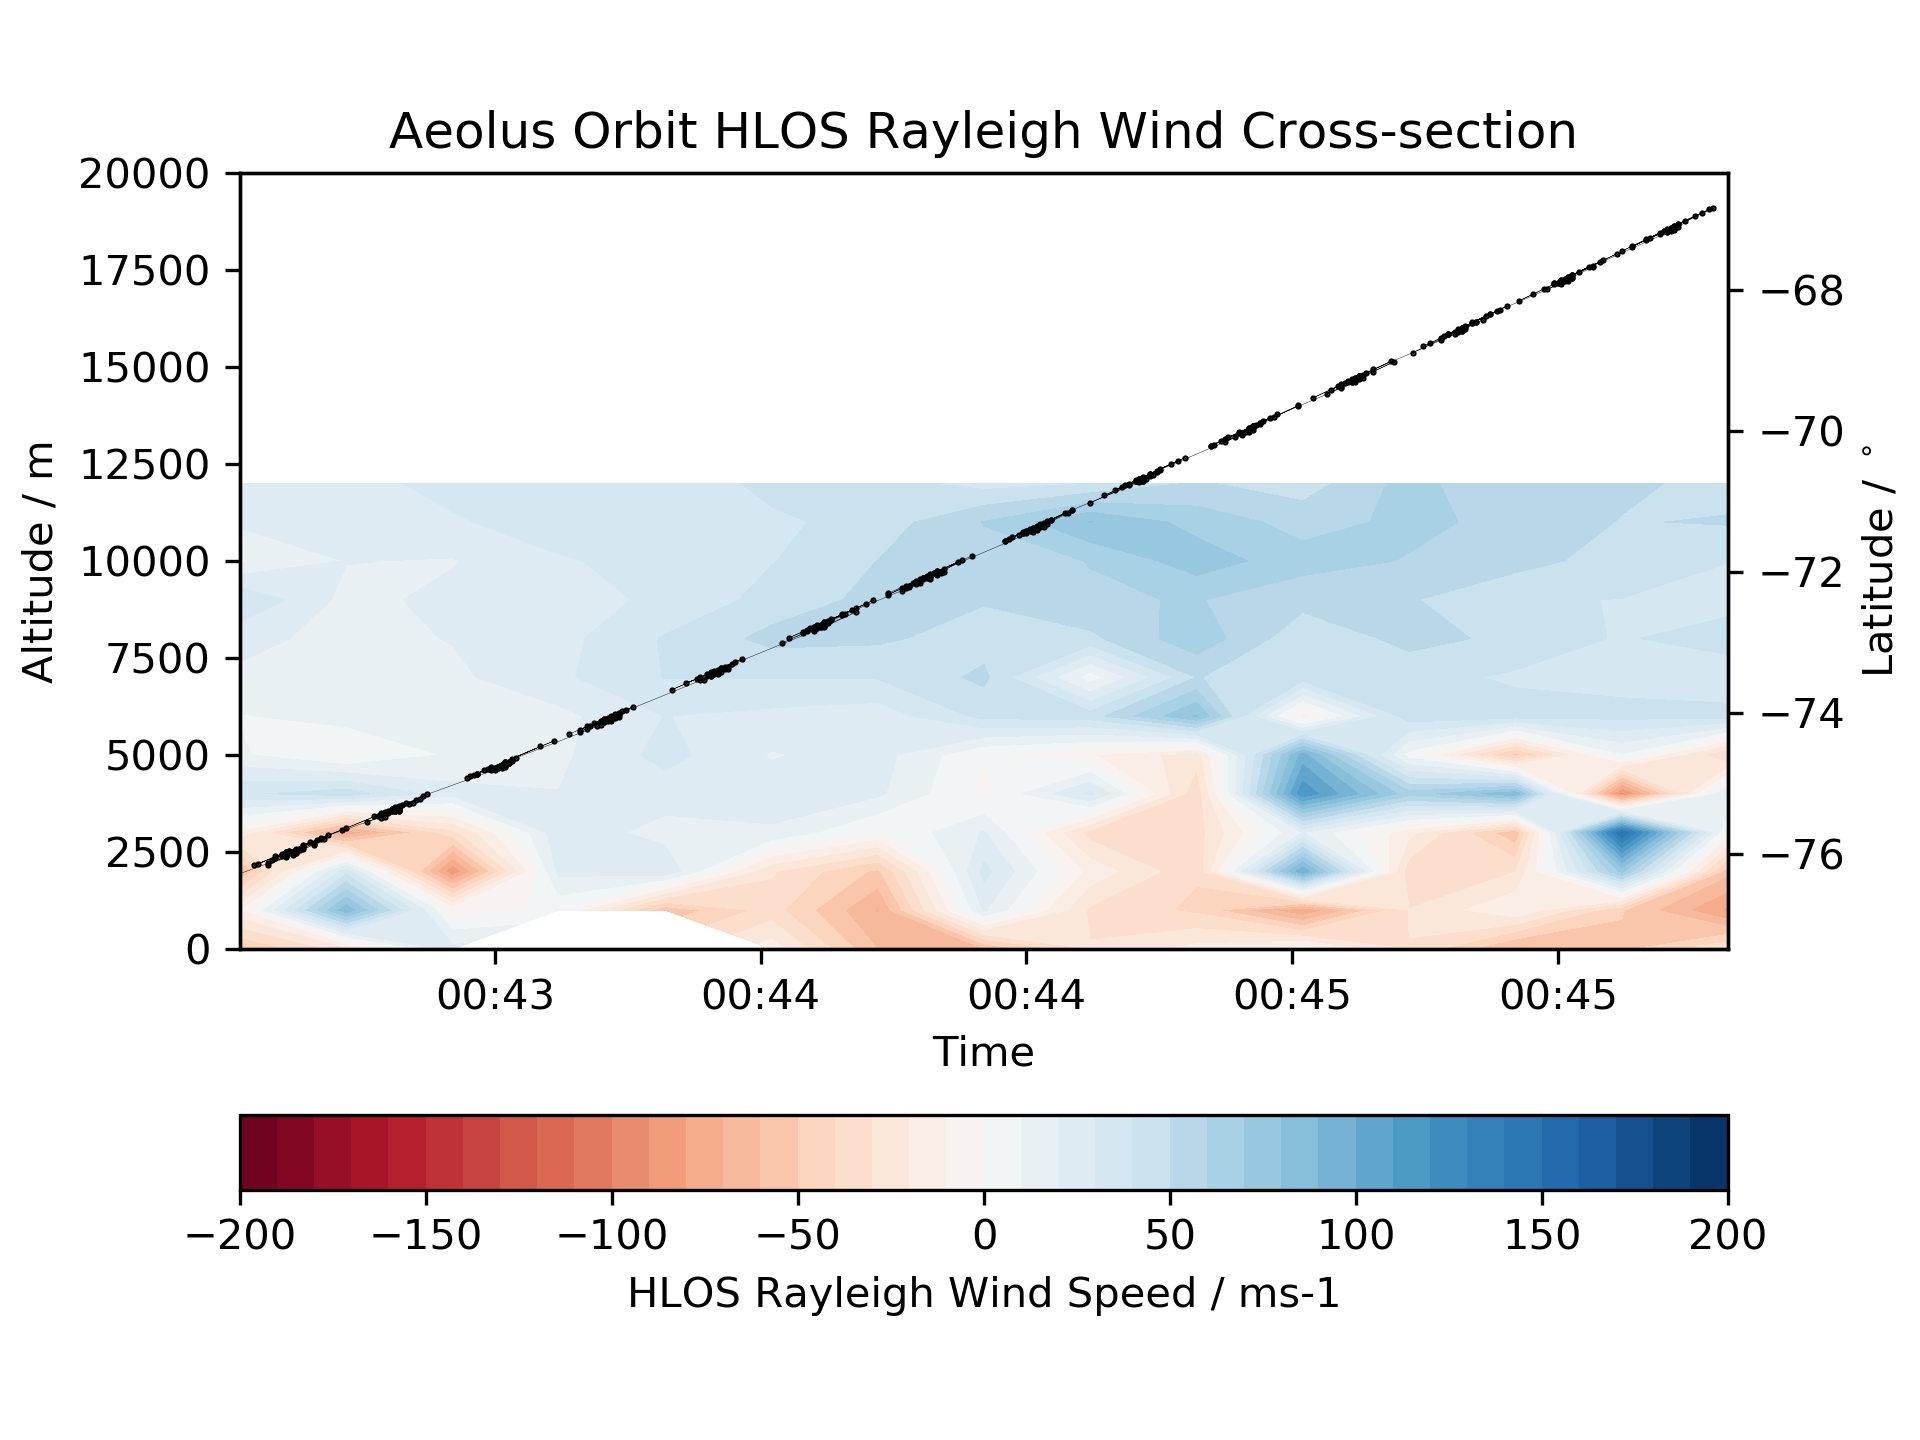 Aeolus Orbit HLOS Rayleigh Wind Cross-section
20000
17500
15000
12500
10000
7500
5000
2500
0
Altitude / m
−68
−70
−72
−74
−76
Latitude / °
00:43 00:44 00:44 00:45 00:45
Time
−200 −150 −100 −50 0 50 100 150 200
HLOS Rayleigh Wind Speed / ms-1